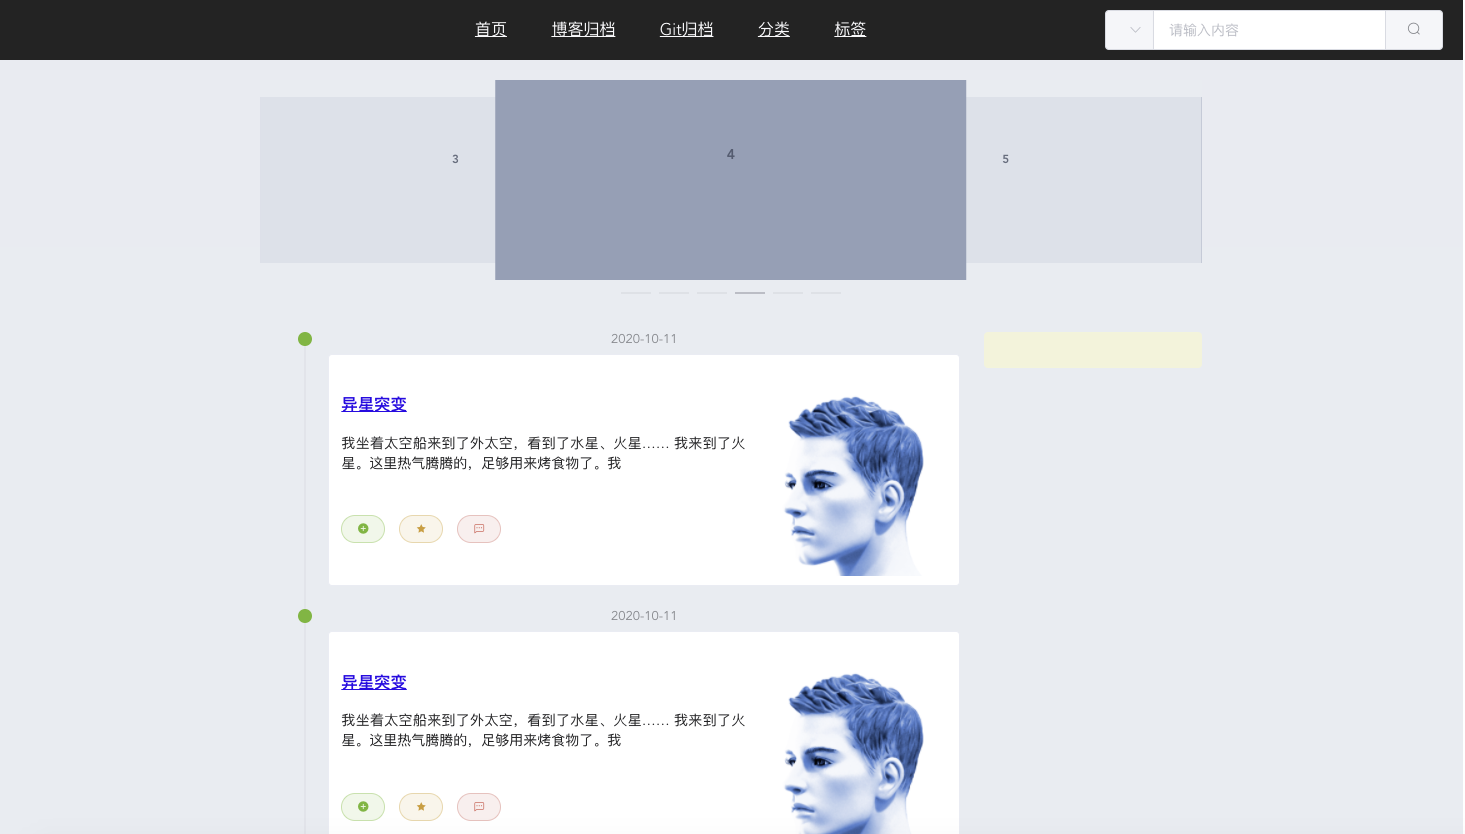 首页 博客归档 Git归档 分类 标签 请输入内容
3 4 5
2020-10-11
异星突变
我坐着太空船来到了外太空，看到了水星、火星…… 我来到了火
星。这里热气腾腾的，足够用来烤食物了。我
2020-10-11
异星突变
我坐着太空船来到了外太空，看到了水星、火星…… 我来到了火
星。这里热气腾腾的，足够用来烤食物了。我